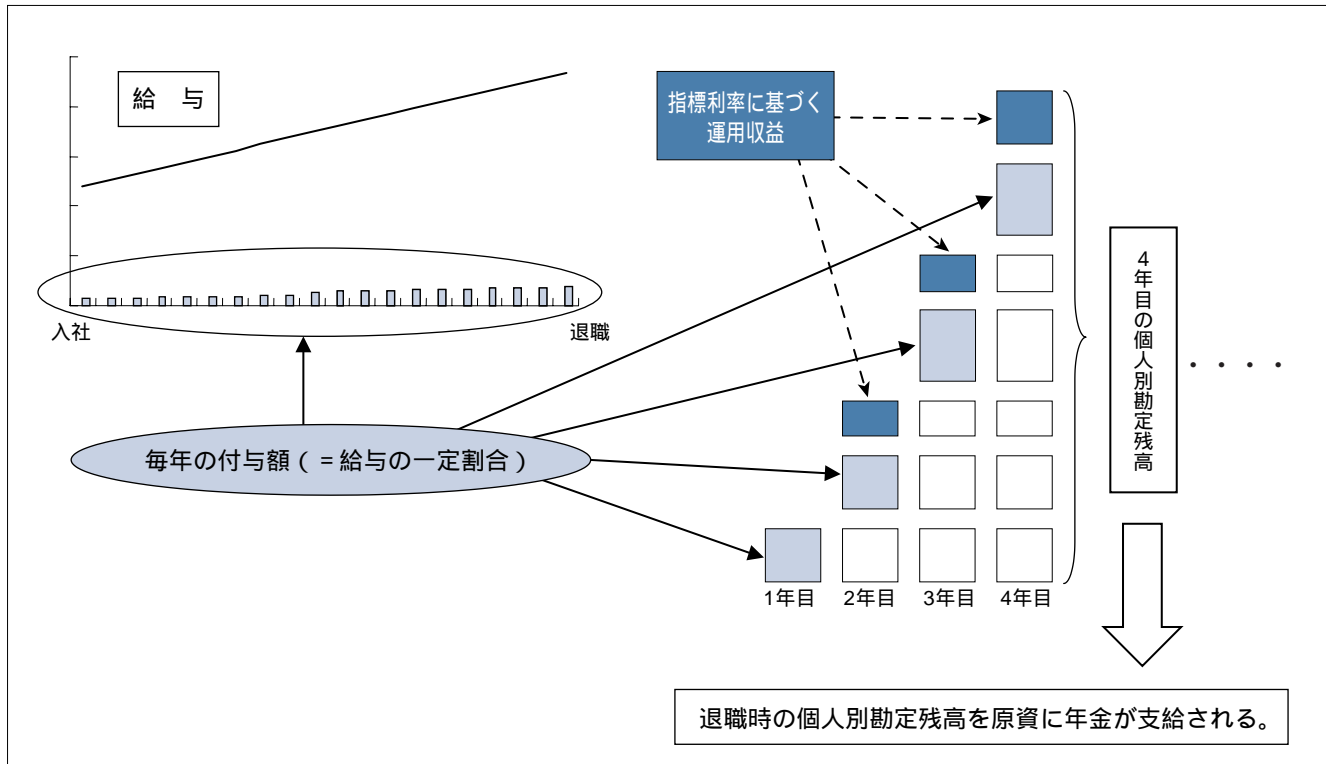 給　与
指標利率に基づく
運用収益
入社
退職
毎年の付与額（＝給与の一定割合）
4年目の個人別勘定残高
・・・・
1年目
2年目
3年目
4年目
退職時の個人別勘定残高を原資に年金が支給される。